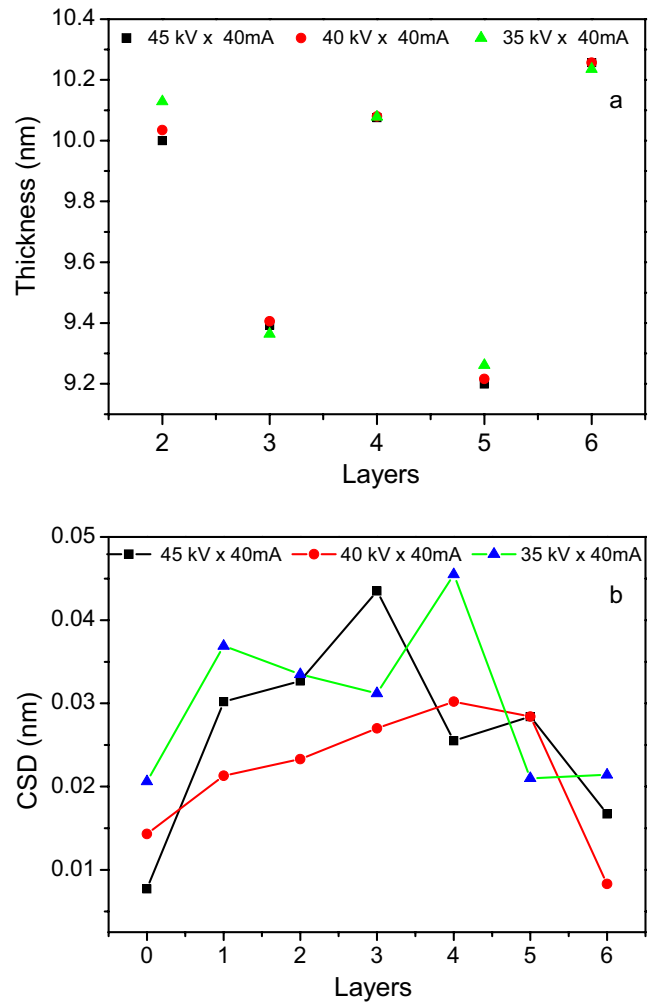 10.4
45 kV x 40mA
40 kV x 40mA
35 kV x 40mA
10.2
a
10.0
9.8
9.6
9.4
9.2
Thickness (nm)
2 3 4 5 6
Layers
0.05
45 kV x 40mA
40 kV x 40mA
35 kV x 40mA
b
0.04
0.03
0.02
0.01
CSD (nm)
0 1 2 3 4 5 6
Layers